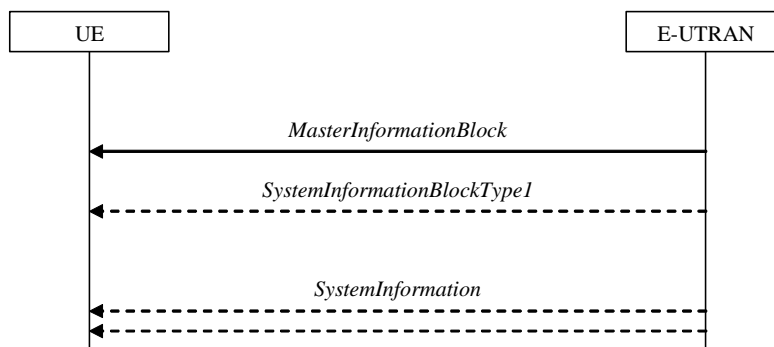 UE
E-UTRAN
MasterInformationBlock
SystemInformationBlockType1
SystemInformation